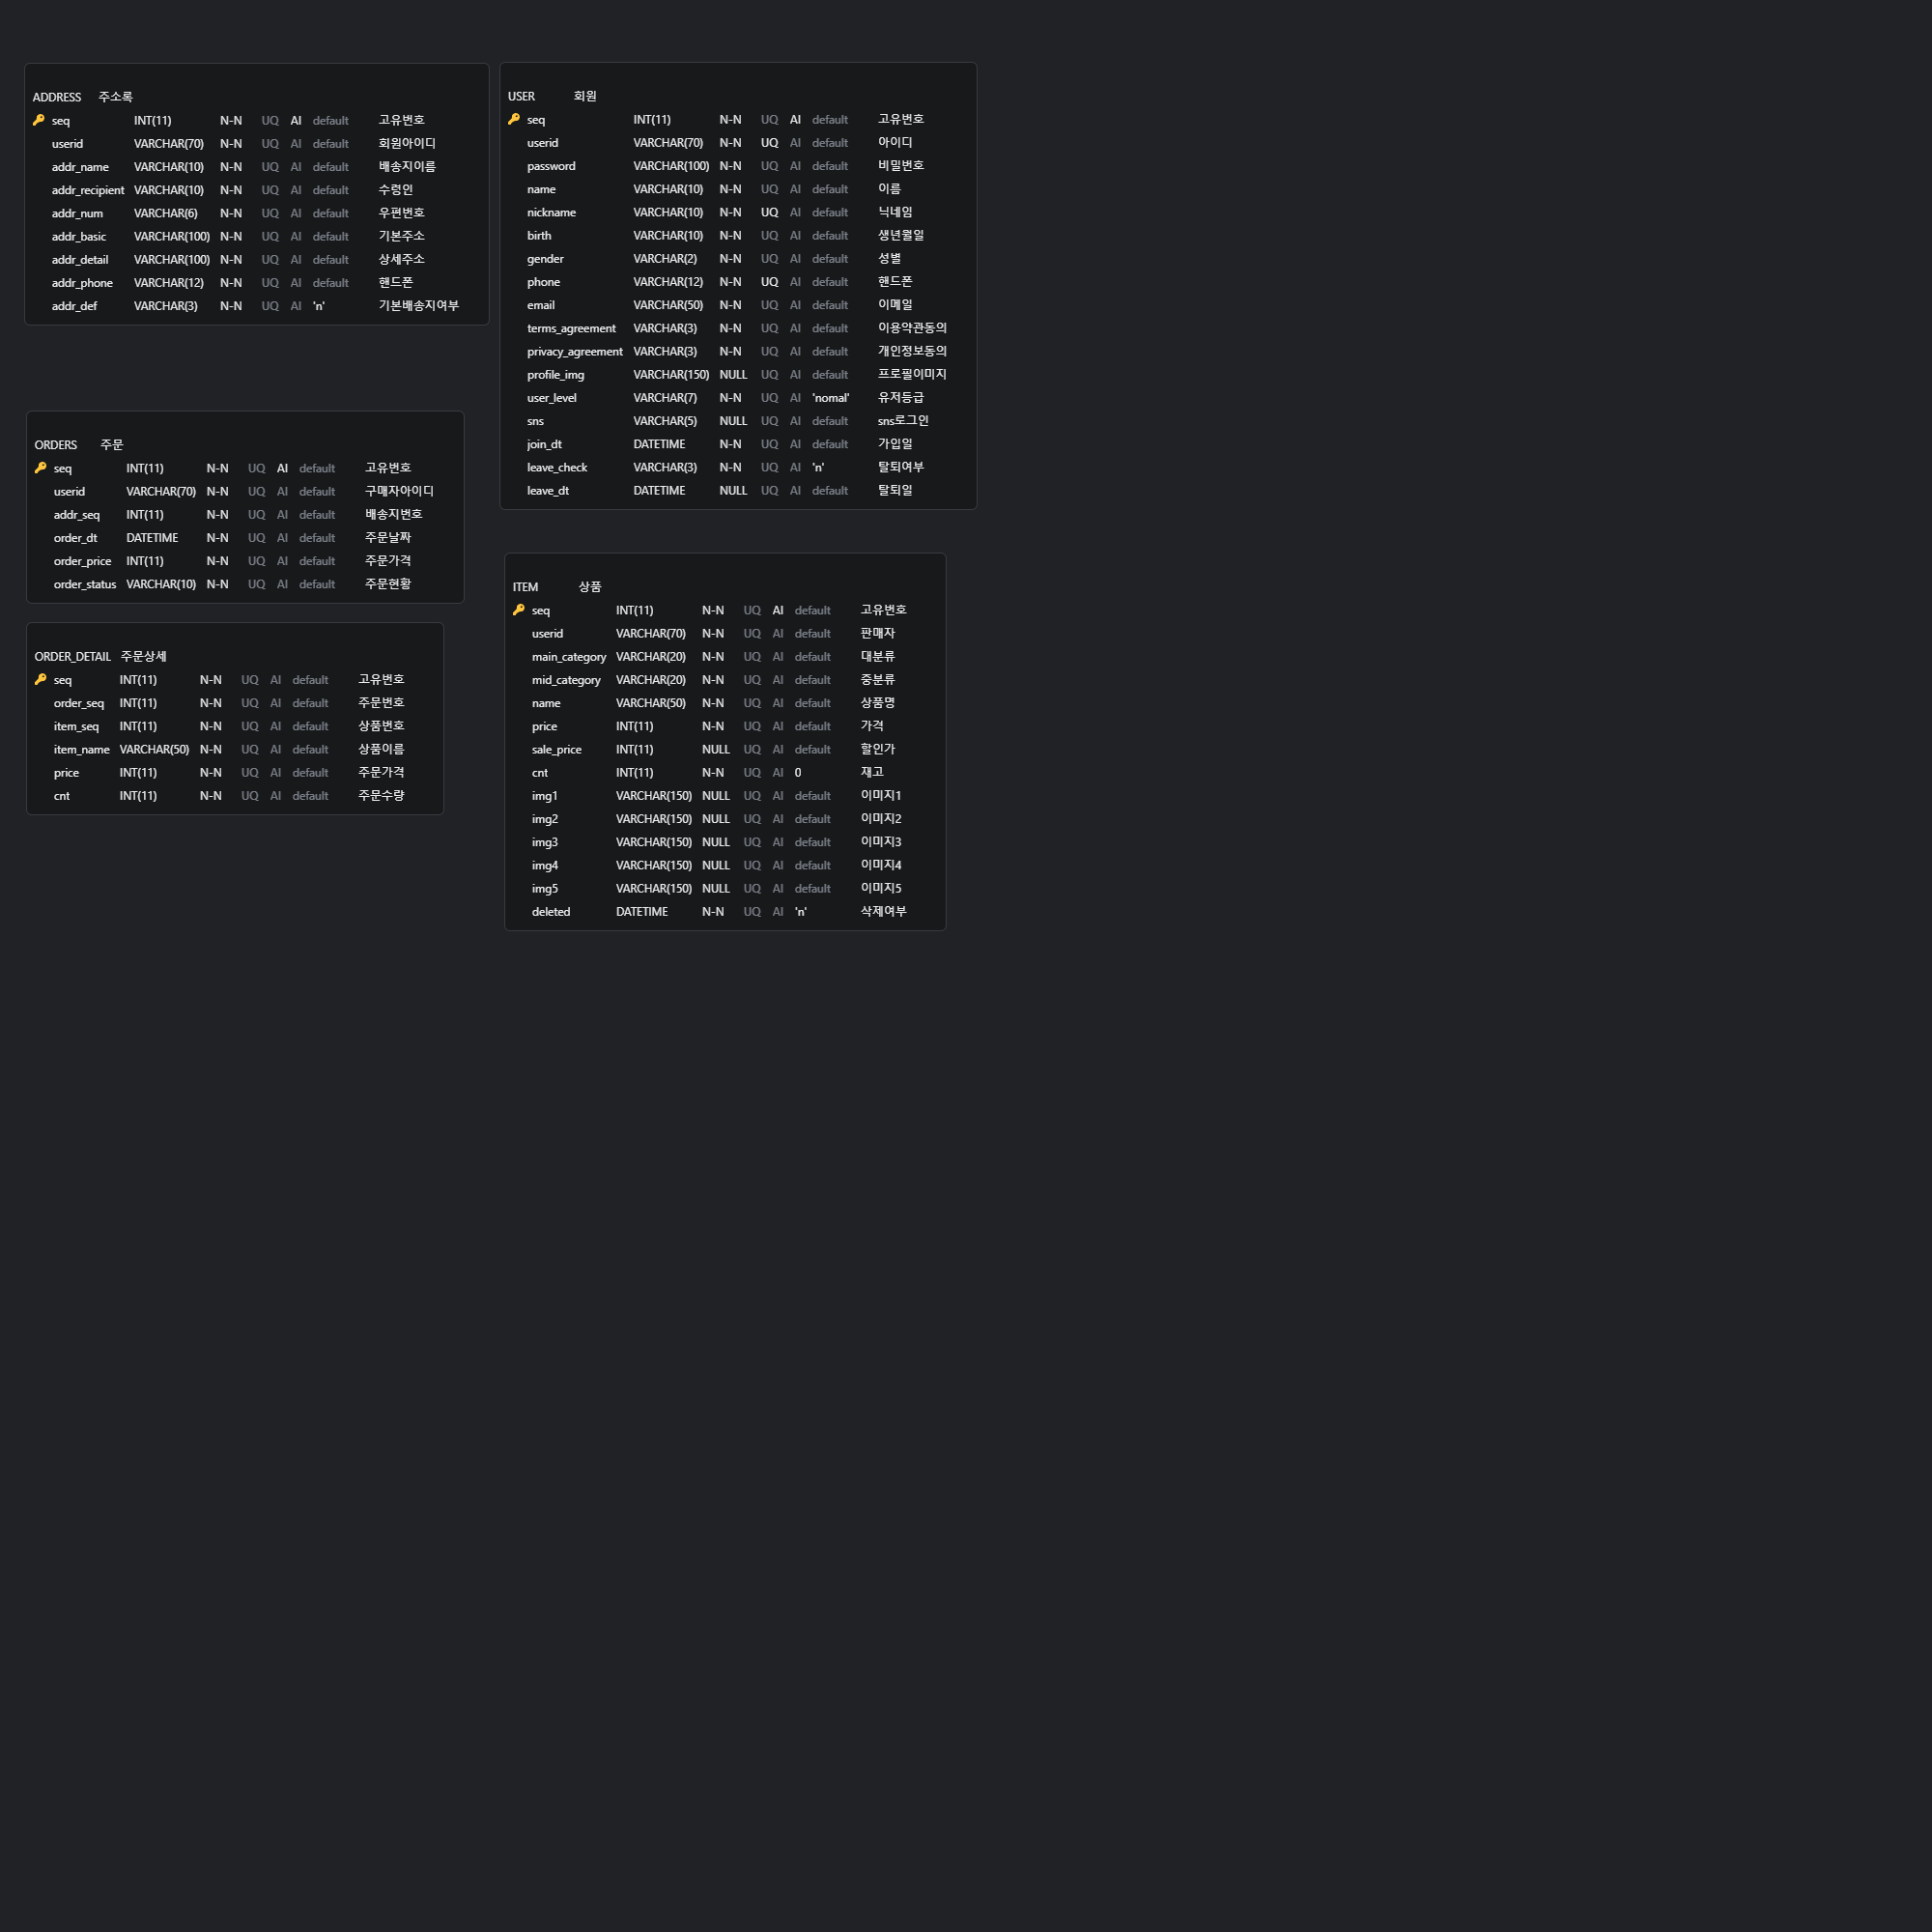 ADDRESS 주소록
seq INT(11) N-N UQ AI default 고유번호
userid VARCHAR(70) N-N UQ AI default 회원아이디
addr_name VARCHAR(10) N-N UQ AI default 배송지이름
addr_recipient VARCHAR(10) N-N UQ AI default 수령인
addr_num VARCHAR(6) N-N UQ AI default 우편번호
addr_basic VARCHAR(100) N-N UQ AI default 기본주소
addr_detail VARCHAR(100) N-N UQ AI default 상세주소
addr_phone VARCHAR(12) N-N UQ AI default 핸드폰
addr_def VARCHAR(3) N-N UQ AI 'n' 기본배송지여부
USER 회원
seq INT(11) N-N UQ AI default 고유번호
userid VARCHAR(70) N-N UQ AI default 아이디
password VARCHAR(100) N-N UQ AI default 비밀번호
name VARCHAR(10) N-N UQ AI default 이름
nickname VARCHAR(10) N-N UQ AI default 닉네임
birth VARCHAR(10) N-N UQ AI default 생년월일
gender VARCHAR(2) N-N UQ AI default 성별
phone VARCHAR(12) N-N UQ AI default 핸드폰
email VARCHAR(50) N-N UQ AI default 이메일
terms_agreement VARCHAR(3) N-N UQ AI default 이용약관동의
privacy_agreement VARCHAR(3) N-N UQ AI default 개인정보동의
profile_img VARCHAR(150) NULL UQ AI default 프로필이미지
user_level VARCHAR(7) N-N UQ AI 'nomal' 유저등급
sns VARCHAR(5) NULL UQ AI default sns로그인
join_dt DATETIME N-N UQ AI default 가입일
leave_check VARCHAR(3) N-N UQ AI 'n' 탈퇴여부
leave_dt DATETIME NULL UQ AI default 탈퇴일
ORDERS 주문
seq INT(11) N-N UQ AI default 고유번호
userid VARCHAR(70) N-N UQ AI default 구매자아이디
addr_seq INT(11) N-N UQ AI default 배송지번호
order_dt DATETIME N-N UQ AI default 주문날짜
order_price INT(11) N-N UQ AI default 주문가격
order_status VARCHAR(10) N-N UQ AI default 주문현황
ORDER_DETAIL 주문상세
seq INT(11) N-N UQ AI default 고유번호
order_seq INT(11) N-N UQ AI default 주문번호
item_seq INT(11) N-N UQ AI default 상품번호
item_name VARCHAR(50) N-N UQ AI default 상품이름
price INT(11) N-N UQ AI default 주문가격
cnt INT(11) N-N UQ AI default 주문수량
ITEM 상품
seq INT(11) N-N UQ AI default 고유번호
userid VARCHAR(70) N-N UQ AI default 판매자
main_category VARCHAR(20) N-N UQ AI default 대분류
mid_category VARCHAR(20) N-N UQ AI default 중분류
name VARCHAR(50) N-N UQ AI default 상품명
price INT(11) N-N UQ AI default 가격
sale_price INT(11) NULL UQ AI default 할인가
cnt INT(11) N-N UQ AI 0 재고
img1 VARCHAR(150) NULL UQ AI default 이미지1
img2 VARCHAR(150) NULL UQ AI default 이미지2
img3 VARCHAR(150) NULL UQ AI default 이미지3
img4 VARCHAR(150) NULL UQ AI default 이미지4
img5 VARCHAR(150) NULL UQ AI default 이미지5
deleted DATETIME N-N UQ AI 'n' 삭제여부